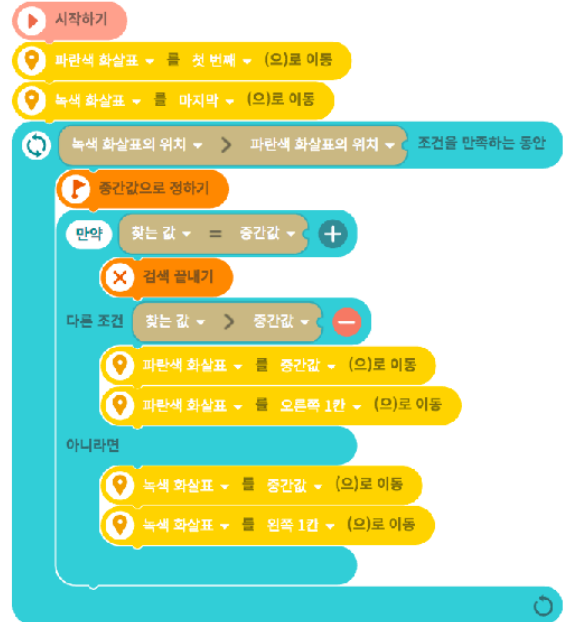 시작하기
파란색 화살표 를 첫 번째 (으)로 이동
녹색 화살표 를 마지막 (으)로 이동
녹색 화살표의 위치 > 파란색 화살표의 위치 조건을 만족하는 동안
중간값으로 정하기
만약 찾는 값 = 중간값
검색 끝내기
다른 조건 찾는 값 > 중간값
파란색 화살표 를 중간값 (으)로 이동
파란색 화살표 를 오른쪽 1칸 (으)로 이동
아니라면
녹색 화살표 를 중간값 (으)로 이동
녹색 화살표 를 왼쪽 1칸 (으)로 이동